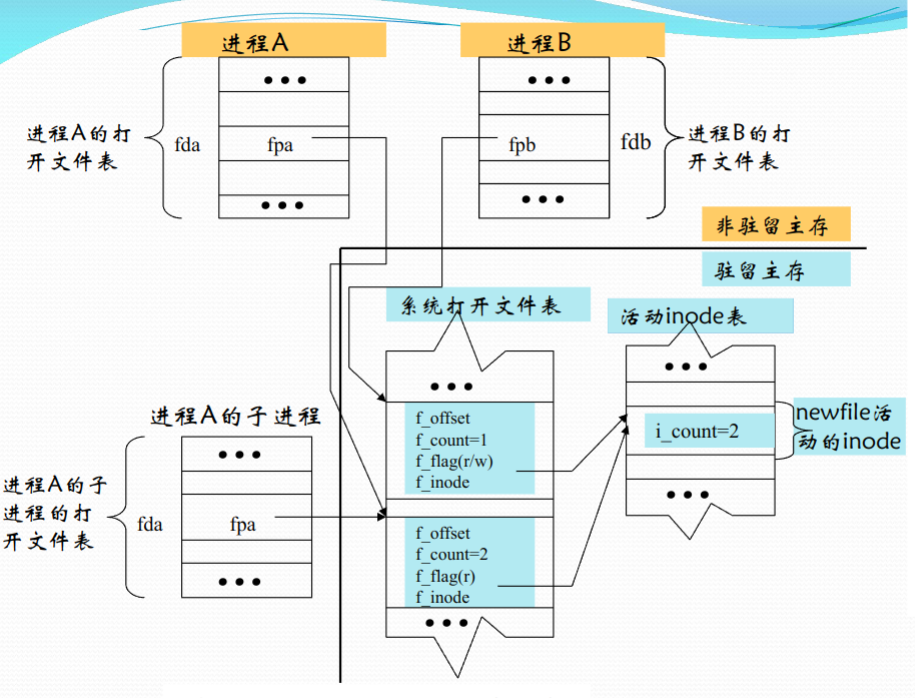 进程A
进程B
•••
•••
进程A的打
开文件表
fda
fpa
fpb
fdb
进程B的打
开文件表
•••
•••
非驻留主存
驻留主存
系统打开文件表
活动inode表
•••
•••
f_offset
f_count=1
f_flag(r/w)
f_inode
i_count=2
newfile活
动的inode
•••
进程A的子进程
•••
进程A的子
进程的打
开文件表
fda
fpa
•••
f_offset
f_count=2
f_flag(r)
f_inode
•••